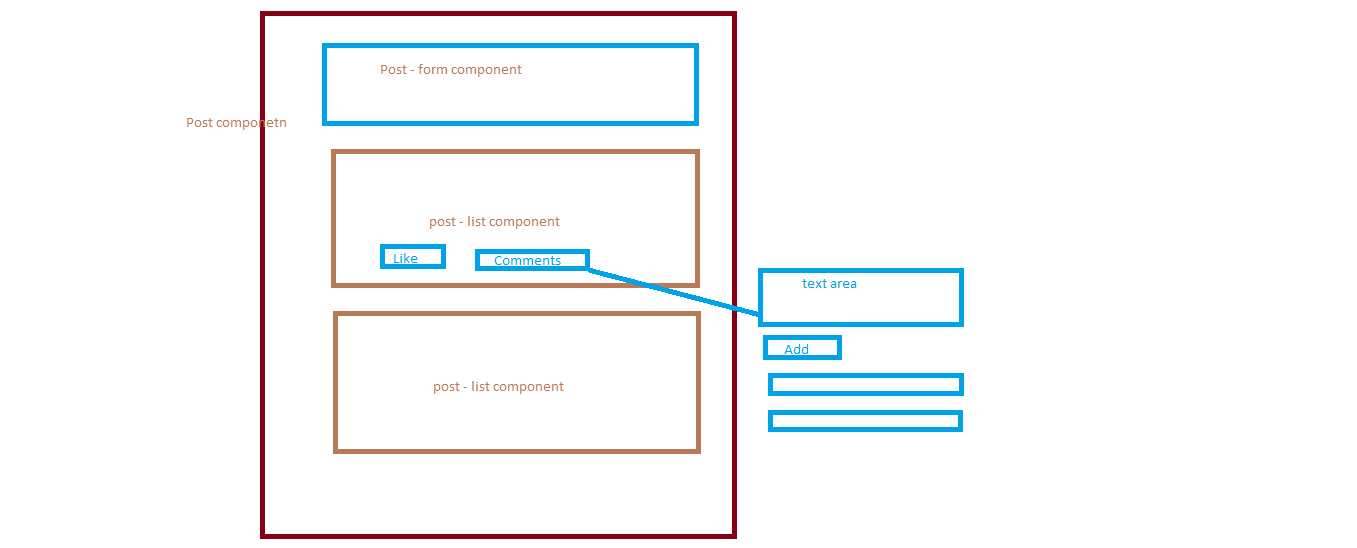 Post - form component
Post componetn
post - list component
Like
Comments
text area
Add
post - list component